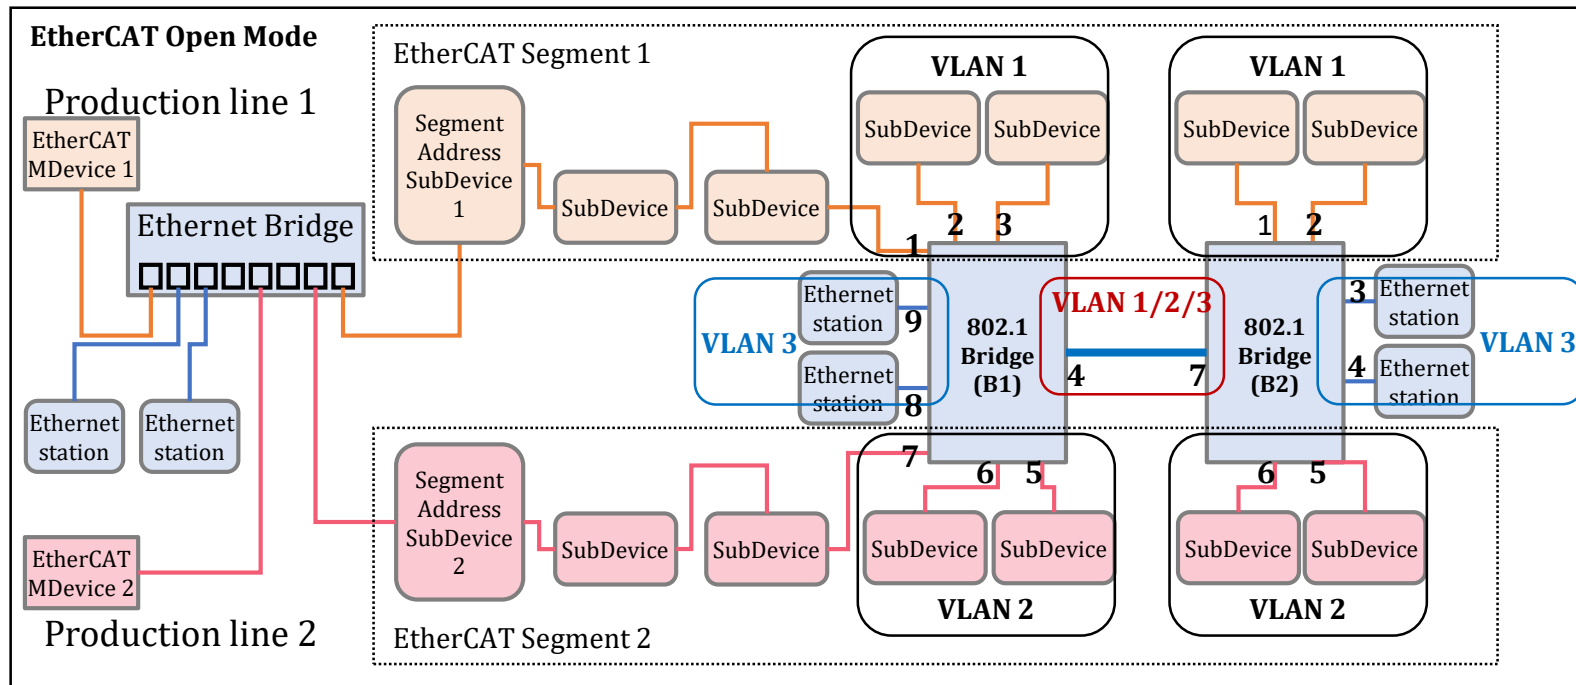 EtherCAT Open Mode
Production line 1
EtherCAT
MDevice 1
Ethernet Bridge
Ethernet
station
Ethernet
station
EtherCAT
MDevice 2
Production line 2
EtherCAT Segment 1
Segment
Address
SubDevice
1
SubDevice
SubDevice
VLAN 1
SubDevice
SubDevice
1
2
3
VLAN 1
SubDevice
SubDevice
1
2
Ethernet
station
9
VLAN 3
Ethernet
station
8
802.1
Bridge
(B1)
VLAN 1/2/3
4
7
802.1
Bridge
(B2)
3
Ethernet
station
VLAN 3
4
Ethernet
station
Segment
Address
SubDevice
2
SubDevice
SubDevice
7
6
5
SubDevice
SubDevice
VLAN 2
6
5
SubDevice
SubDevice
VLAN 2
EtherCAT Segment 2